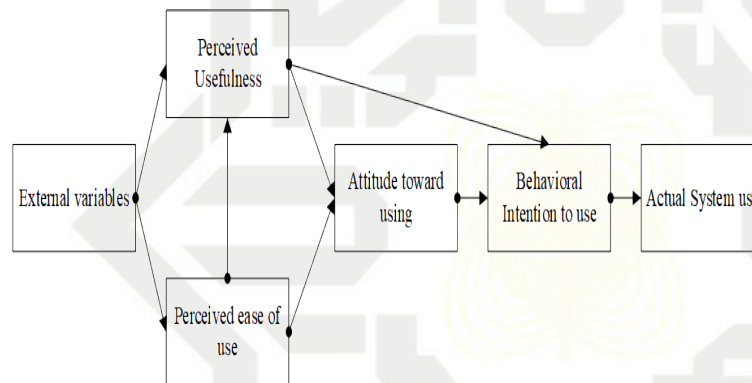 Perceived
Usefulness
External variables
Attitude toward
using
Behavioral
Intention to use
Actual System us
Perceived ease of
use